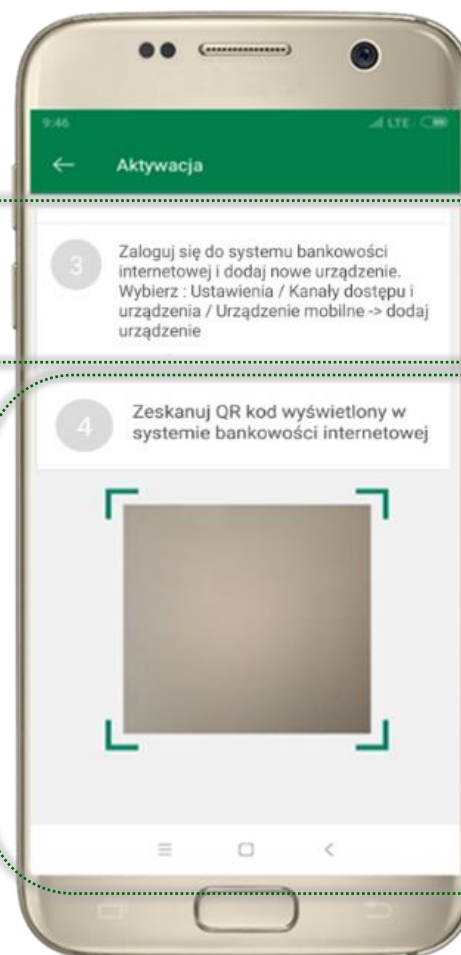 9:46 LTE
Aktywacja
3 Zaloguj się do systemu bankowości
internetowej i dodaj nowe urządzenie.
Wybierz : Ustawienia / Kanały dostępu i
urządzenia / Urządzenie mobilne -> dodaj
urządzenie
4 Zeskanuj QR kod wyświetlony w
systemie bankowości internetowej